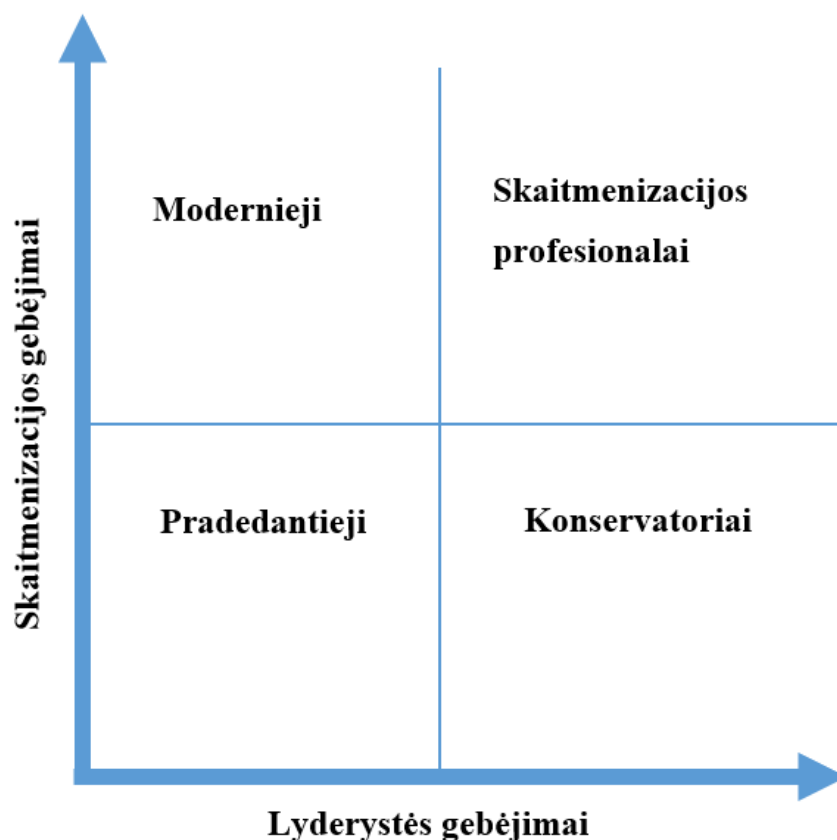 Modernieji
Skaitmenizacijos
profesionalai
Skaitmenizacijos gebėjimai
Pradedantieji
Konservatoriai
Lyderystės gebėjimai